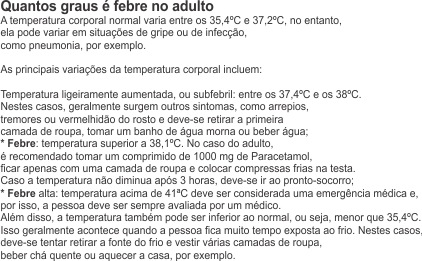 Quantos graus é febre no adulto
A temperatura corporal normal varia entre os 35,4ºC e 37,2ºC, no entanto,
ela pode variar em situações de gripe ou de infecção,
como pneumonia, por exemplo.
As principais variações da temperatura corporal incluem:
Temperatura ligeiramente aumentada, ou subfebril: entre os 37,4ºC e os 38ºC.
Nestes casos, geralmente surgem outros sintomas, como arrepios,
tremores ou vermelhidão do rosto e deve-se retirar a primeira
camada de roupa, tomar um banho de água morna ou beber água;
* Febre: temperatura superior a 38,1ºC. No caso do adulto,
é recomendado tomar um comprimido de 1000 mg de Paracetamol,
ficar apenas com uma camada de roupa e colocar compressas frias na testa.
Caso a temperatura não diminua após 3 horas, deve-se ir ao pronto-socorro;
* Febre alta: temperatura acima de 41ªC deve ser considerada uma emergência médica e,
por isso, a pessoa deve ser sempre avaliada por um médico.
Além disso, a temperatura também pode ser inferior ao normal, ou seja, menor que 35,4ºC.
Isso geralmente acontece quando a pessoa fica muito tempo exposta ao frio. Nestes casos,
deve-se tentar retirar a fonte do frio e vestir várias camadas de roupa,
beber chá quente ou aquecer a casa, por exemplo.